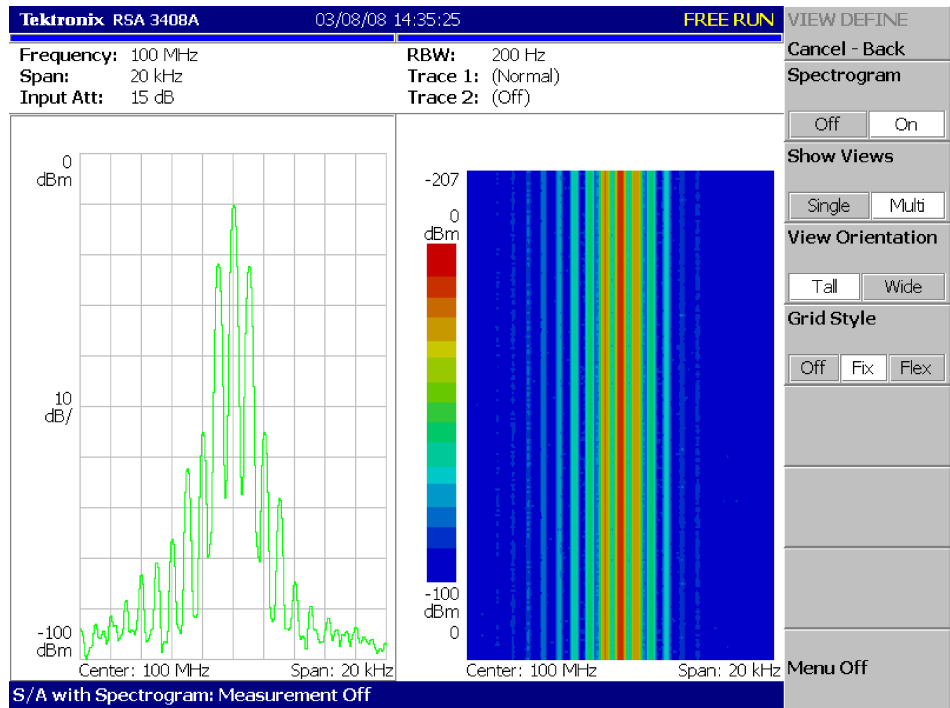 Tektronix RSA 3408A 03/08/08 14:35:25 FREE RUN
Frequency: 100 MHz
Span: 20 kHz
Input Att: 15 dB
RBW: 200 Hz
Trace 1: (Normal)
Trace 2: (Off)
0
dBm
10
dB/
-100
dBm
Center: 100 MHz Span: 20 kHz
-207
0
dBm
-100
dBm
0
Center: 100 MHz Span: 20 kHz
S/A with Spectrogram: Measurement Off
VIEW DEFINE
Cancel - Back
Spectrogram
Off On
Show Views
Single Multi
View Orientation
Tall Wide
Grid Style
Off Fix Flex
Menu Off